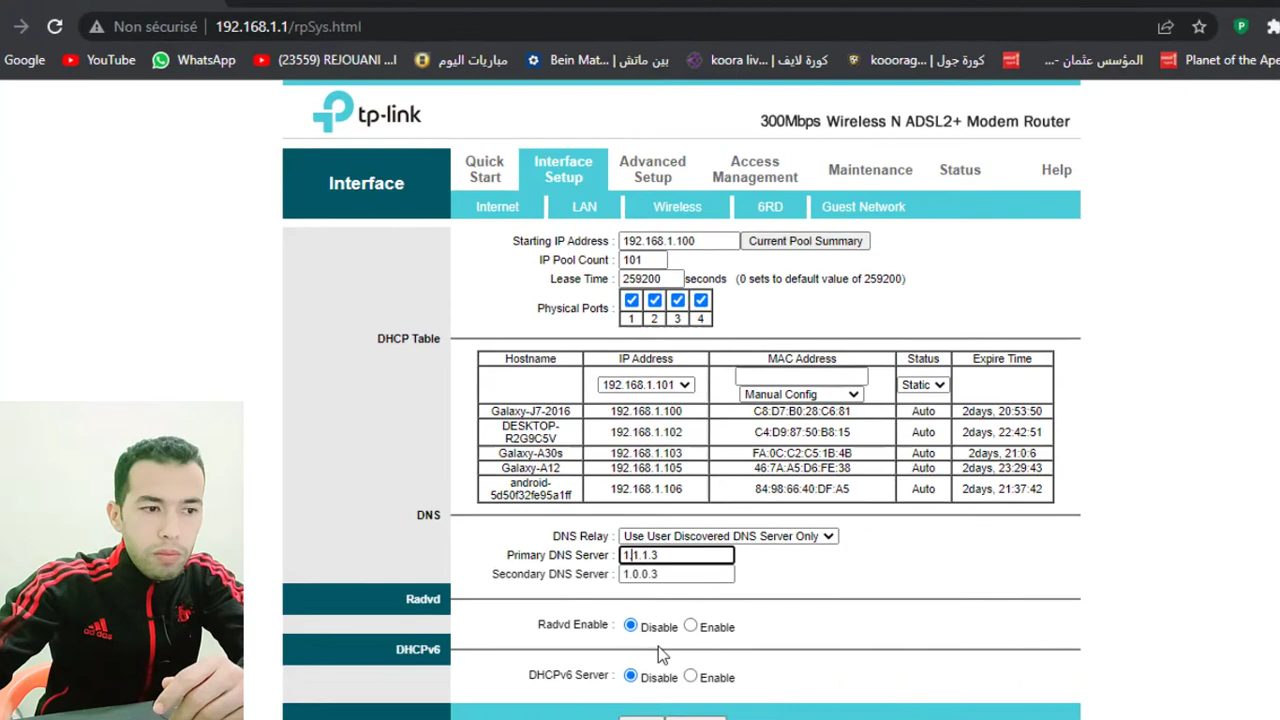 Non sécurisé 192.168.1.1/rpSys.html
Google YouTube WhatsApp (23559) REJOUANI ...l مباريات اليوم Bein Mat... | بين ماتش koora liv... | كورة لايف kooorag... | كورة جول المؤسس عثمان -... Planet of the Ape
tp-link
300Mbps Wireless N ADSL2+ Modem Router
Interface
Quick Start Interface Setup Advanced Setup Access Management Maintenance Status Help
Internet LAN Wireless 6RD Guest Network
Starting IP Address : 192.168.1.100 Current Pool Summary
IP Pool Count : 101
Lease Time : 259200 seconds (0 sets to default value of 259200)
Physical Ports : 1 2 3 4
DHCP Table
Hostname IP Address MAC Address Status Expire Time
192.168.1.101 Manual Config Static
Galaxy-J7-2016 192.168.1.100 C8:D7:B0:28:C6:81 Auto 2days, 20:53:50
DESKTOP-R2G9C5V 192.168.1.102 C4:D9:87:50:B8:15 Auto 2days, 22:42:51
Galaxy-A30s 192.168.1.103 FA:0C:C2:C5:1B:4B Auto 2days, 21:0:6
Galaxy-A12 192.168.1.105 46:7A:A5:D6:FE:38 Auto 2days, 23:29:43
android-5d50f32fe95a1ff 192.168.1.106 84:98:66:40:DF:A5 Auto 2days, 21:37:42
DNS
DNS Relay : Use User Discovered DNS Server Only
Primary DNS Server : 1.1.1.3
Secondary DNS Server : 1.0.0.3
Radvd
Radvd Enable : Disable Enable
DHCPv6
DHCPv6 Server : Disable Enable